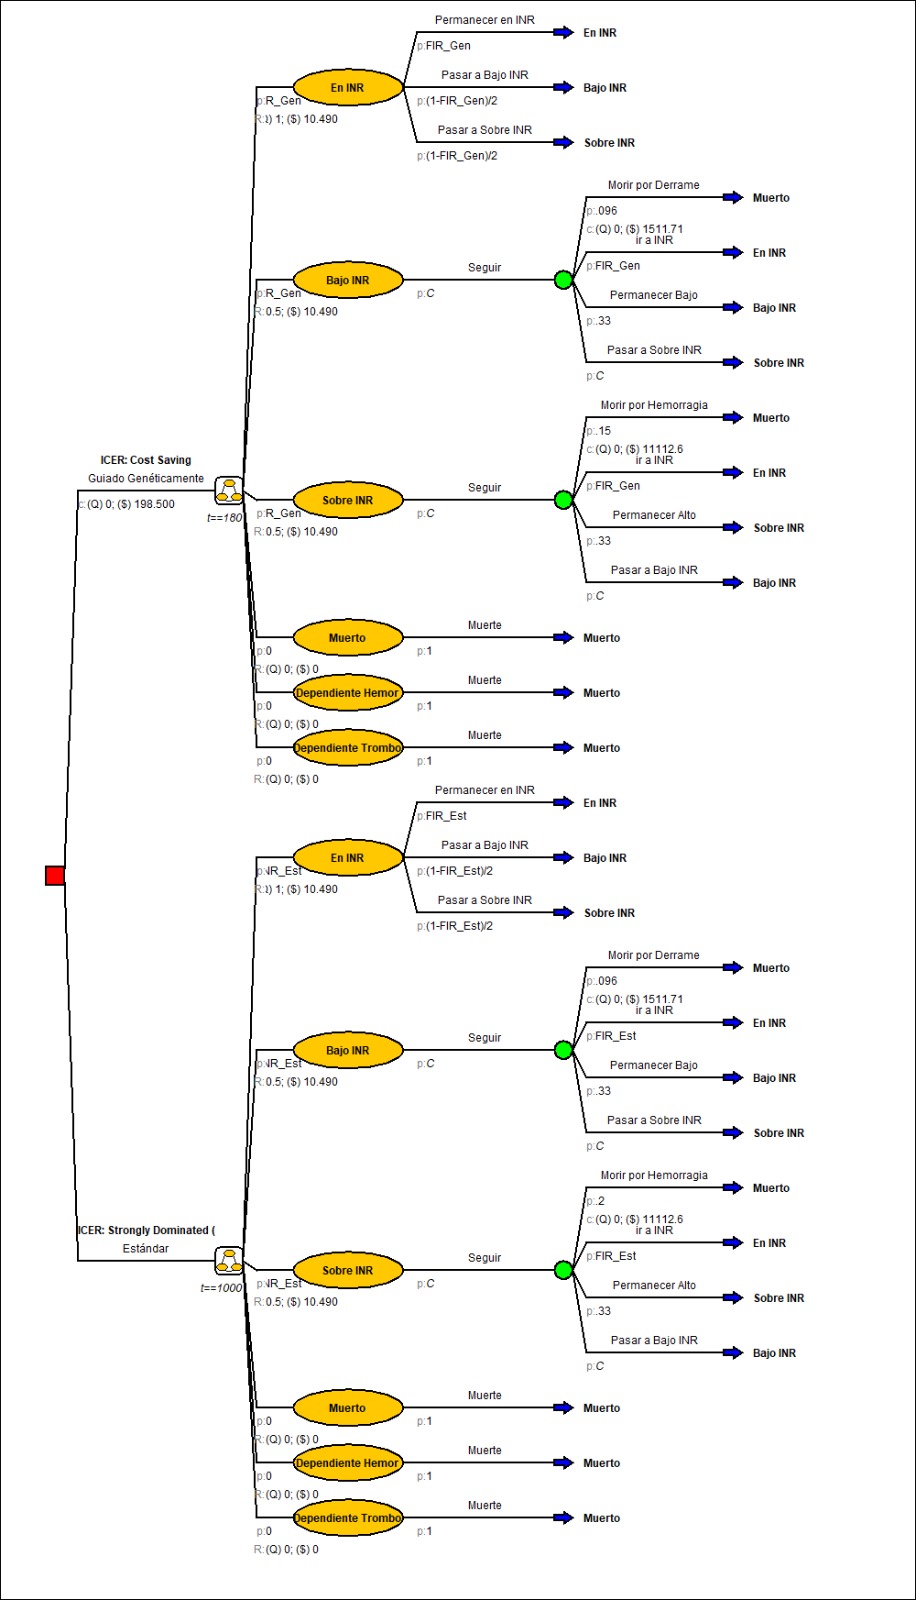 Permanecer en INR
p:FIR_Gen
En INR
Pasar a Bajo INR
p:(1-FIR_Gen)/2
Bajo INR
Pasar a Sobre INR
p:(1-FIR_Gen)/2
Sobre INR
En INR
p:R_Gen
1; ($) 10.490
Morir por Derrame
p:.096
c:(Q) 0; ($) 1511.71
Muerto
ir a INR
p:FIR_Gen
En INR
Permanecer Bajo
p:.33
Bajo INR
Pasar a Sobre INR
p:C
Sobre INR
Bajo INR
p:R_Gen
R:0.5; ($) 10.490
Seguir
p:C
Morir por Hemorragia
p:.15
c:(Q) 0; ($) 11112.6
Muerto
ir a INR
p:FIR_Gen
En INR
Permanecer Alto
p:.33
Sobre INR
Pasar a Bajo INR
p:C
Bajo INR
ICER: Cost Saving
Guiado Genéticamente
c:(Q) 0; ($) 198.500
t==180
Sobre INR
p:R_Gen
R:0.5; ($) 10.490
Seguir
p:C
Muerto
p:0
R:(Q) 0; ($) 0
Muerte
p:1
Muerto
Dependiente Hemor
p:0
R:(Q) 0; ($) 0
Muerte
p:1
Muerto
Dependiente Trombo
p:0
R:(Q) 0; ($) 0
Muerte
p:1
Muerto
Permanecer en INR
p:FIR_Est
En INR
Pasar a Bajo INR
p:(1-FIR_Est)/2
Bajo INR
Pasar a Sobre INR
p:(1-FIR_Est)/2
Sobre INR
En INR
p:NR_Est
1; ($) 10.490
Morir por Derrame
p:.096
c:(Q) 0; ($) 1511.71
Muerto
ir a INR
p:FIR_Est
En INR
Permanecer Bajo
p:.33
Bajo INR
Pasar a Sobre INR
p:C
Sobre INR
Bajo INR
p:NR_Est
R:0.5; ($) 10.490
Seguir
p:C
Morir por Hemorragia
p:.2
c:(Q) 0; ($) 11112.6
Muerto
ir a INR
p:FIR_Est
En INR
Permanecer Alto
p:.33
Sobre INR
Pasar a Bajo INR
p:C
Bajo INR
ICER: Strongly Dominated (
Estándar
t==1000
Sobre INR
p:NR_Est
R:0.5; ($) 10.490
Seguir
p:C
Muerto
p:0
R:(Q) 0; ($) 0
Muerte
p:1
Muerto
Dependiente Hemor
p:0
R:(Q) 0; ($) 0
Muerte
p:1
Muerto
Dependiente Trombo
p:0
R:(Q) 0; ($) 0
Muerte
p:1
Muerto